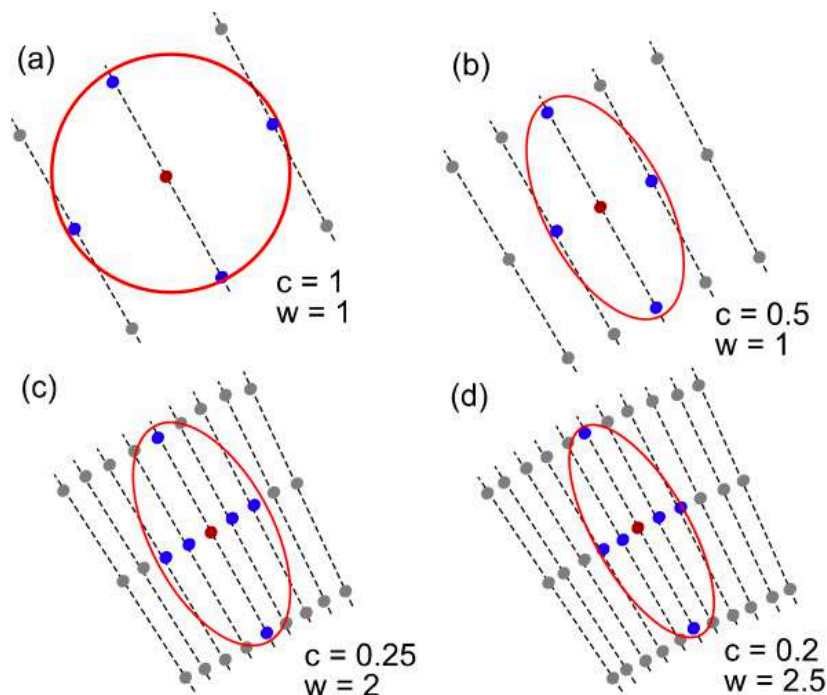 (a)
c = 1
w = 1
(b)
c = 0.5
w = 1
(c)
c = 0.25
w = 2
(d)
c = 0.2
w = 2.5